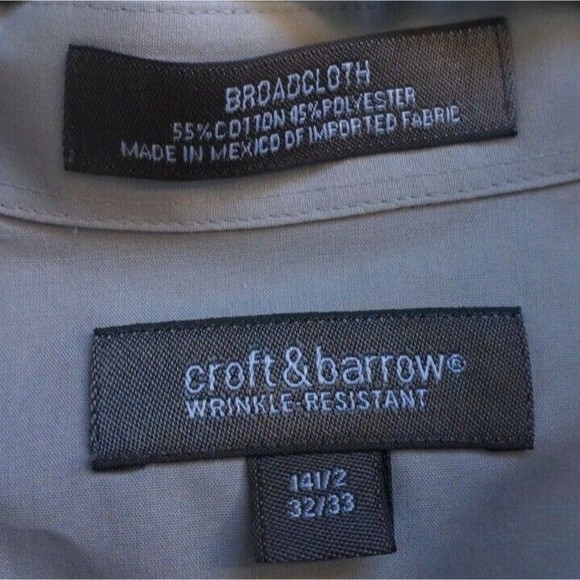 BROADCLOTH
55% COTTON 45% POLYESTER
MADE IN MEXICO OF IMPORTED FABRIC
croft&barrow®
WRINKLE-RESISTANT
14 1/2
32/33